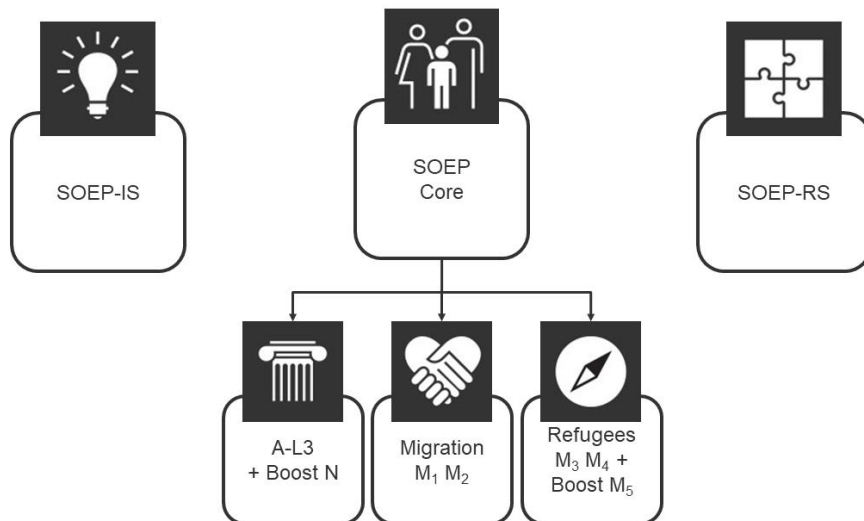 SOEP-IS
SOEP
Core
SOEP-RS
A-L3
+ Boost N
Migration
M₁ M₂
Refugees
M₃ M₄ +
Boost M₅